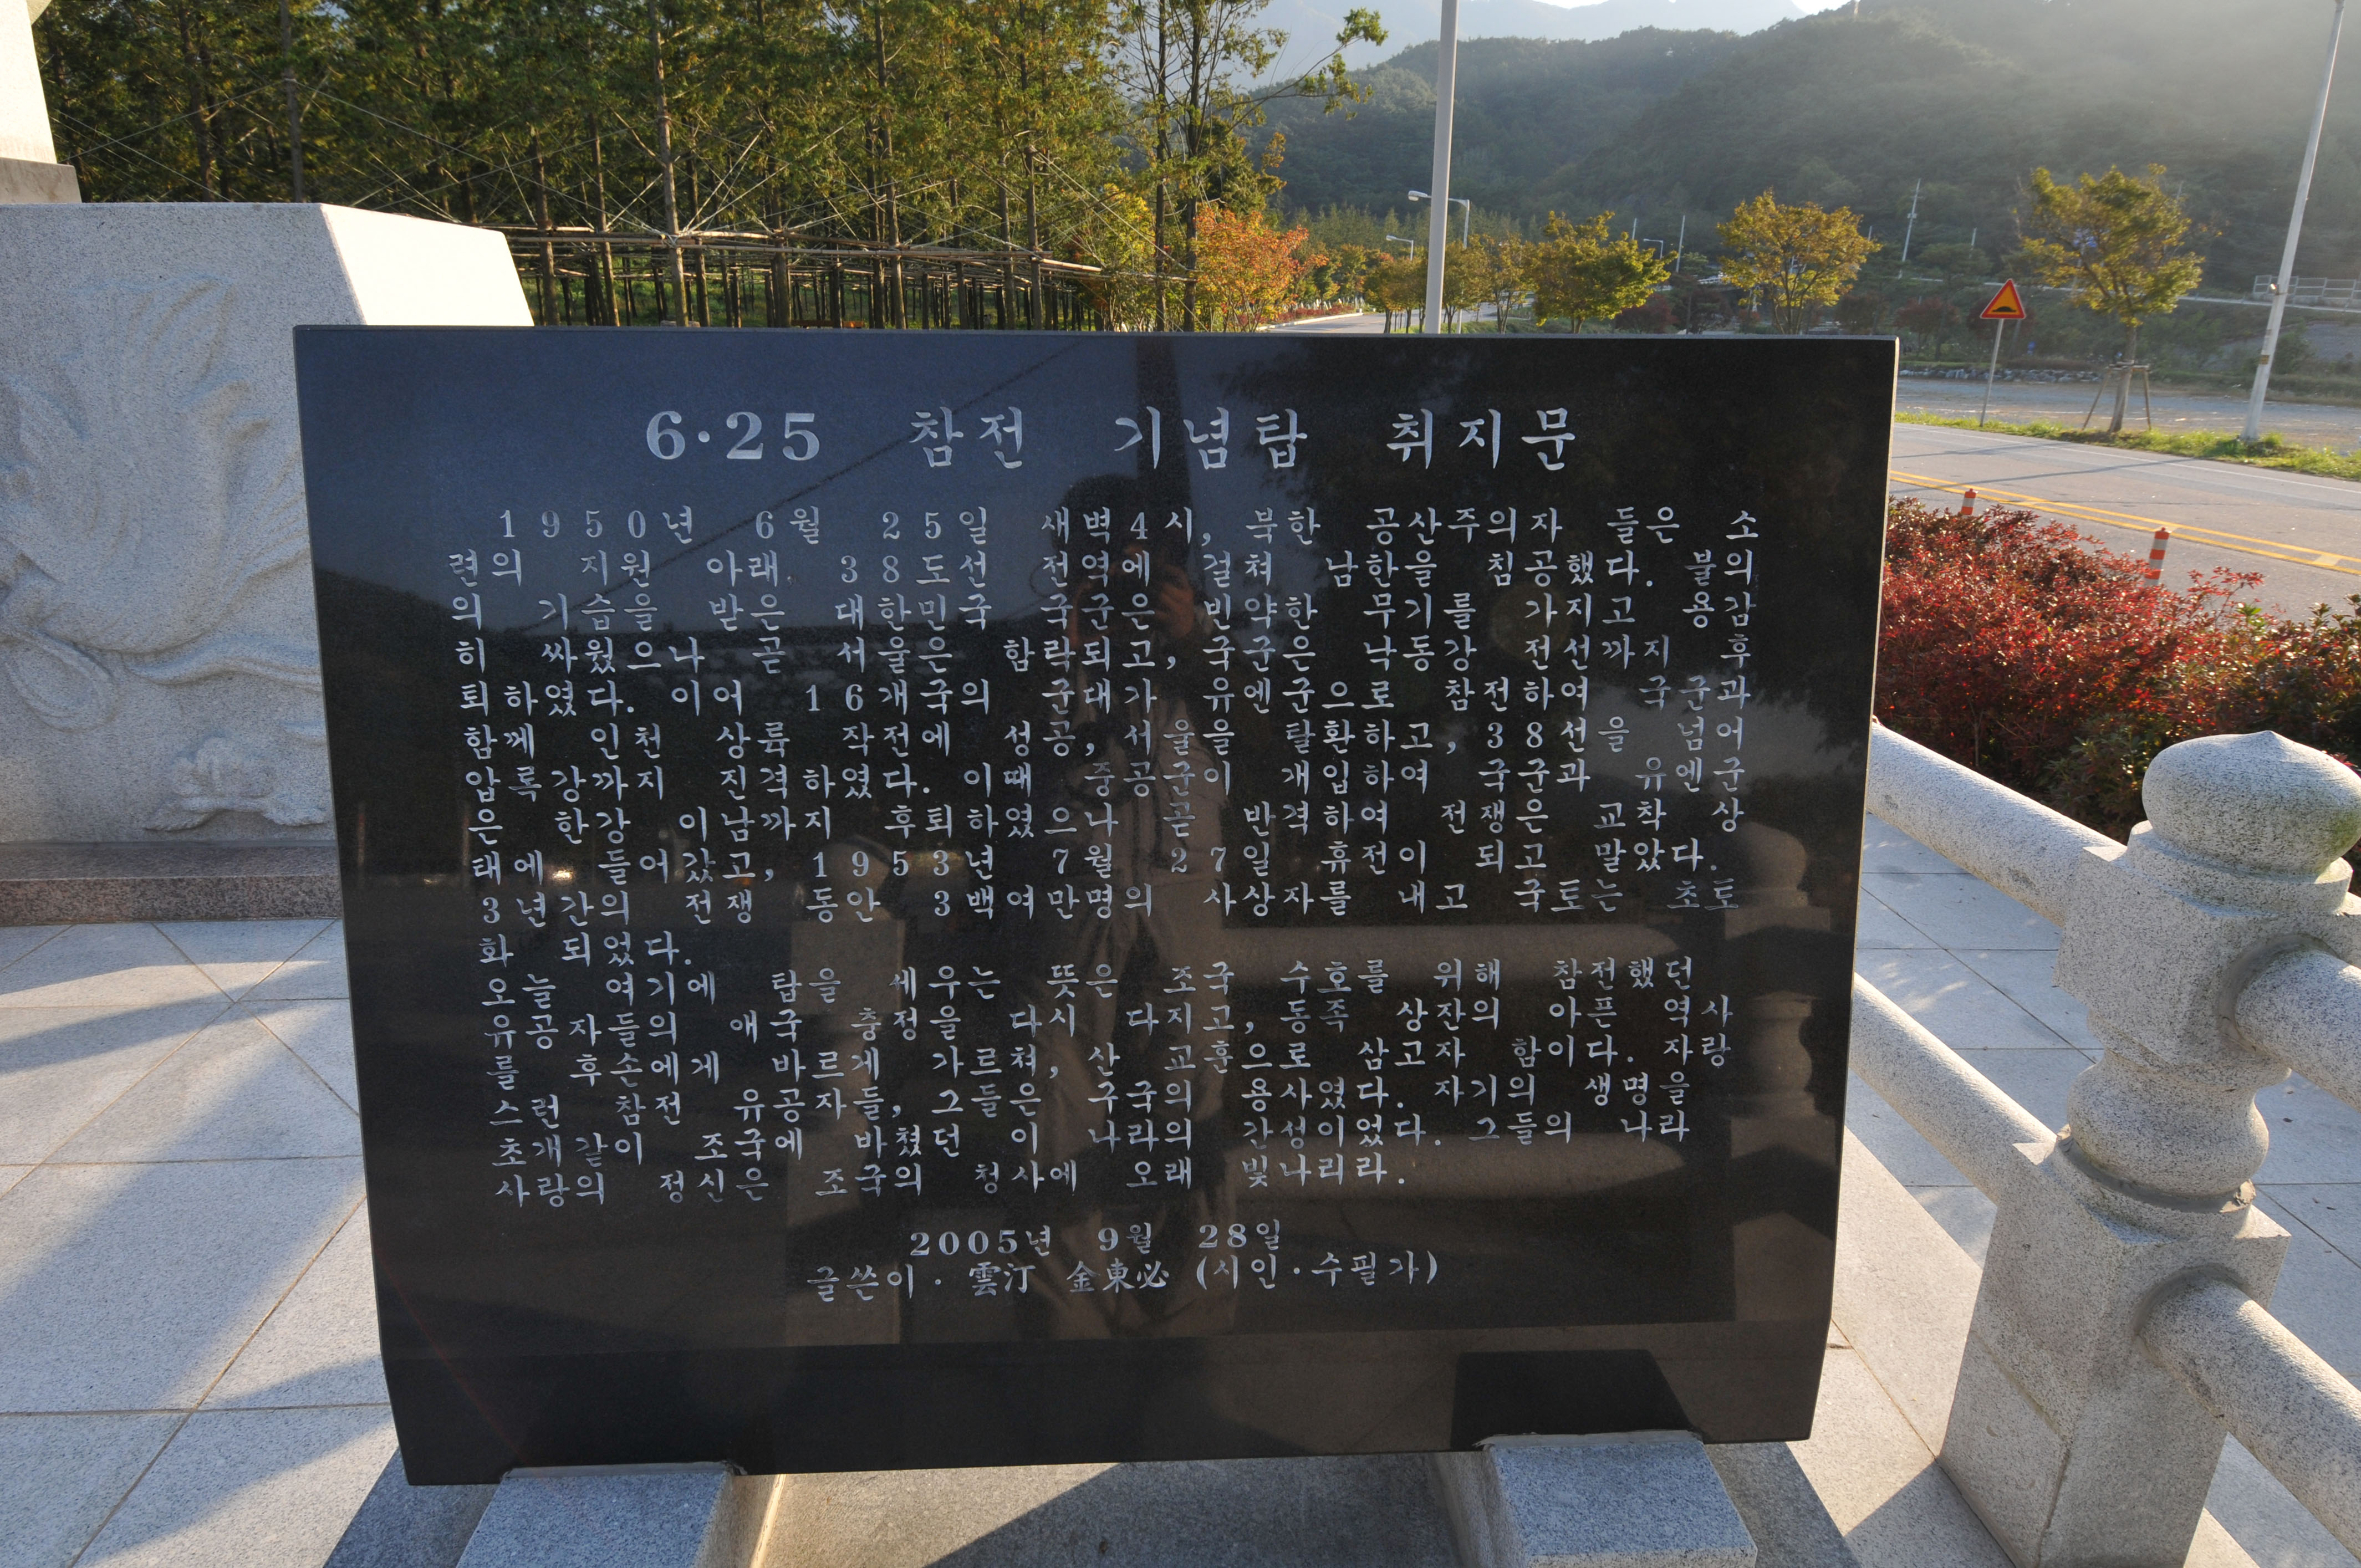 6·25 참전 기념탑 취지문
1950년 6월 25일 새벽4시, 북한 공산주의자 들은 소
련의 지원 아래 38도선 전역에 걸쳐 남한을 침공했다. 불의
의 기습을 받은 대한민국 국군은 빈약한 무기를 가지고 용감
히 싸웠으나 곧 서울은 함락되고, 국군은 낙동강 전선까지 후
퇴하였다. 이어 16개국의 군대가 유엔군으로 참전하여 국군과
함께 인천 상륙 작전에 성공, 서울을 탈환하고, 38선을 넘어
압록강까지 진격하였다. 이때 중공군이 개입하여 국군과 유엔군
은 한강 이남까지 후퇴하였으나 곧 반격하여 전쟁은 교착 상
태에 들어갔고, 1953년 7월 27일 휴전이 되고 말았다.
3년간의 전쟁 동안 3백여만명의 사상자를 내고 국토는 초토
화 되었다.
오늘 여기에 탑을 세우는 뜻은 조국 수호를 위해 참전했던
유공자들의 애국 충정을 다시 다지고, 동족 상잔의 아픈 역사
를 후손에게 바르게 가르쳐, 산 교훈으로 삼고자 함이다. 자랑
스런 참전 유공자들, 그들은 구국의 용사였다. 자기의 생명을
초개같이 조국에 바쳤던 이 나라의 간성이었다. 그들의 나라
사랑의 정신은 조국의 청사에 오래 빛나리라.
2005년 9월 28일
글쓴이 · 雲汀 金東必 (시인·수필가)